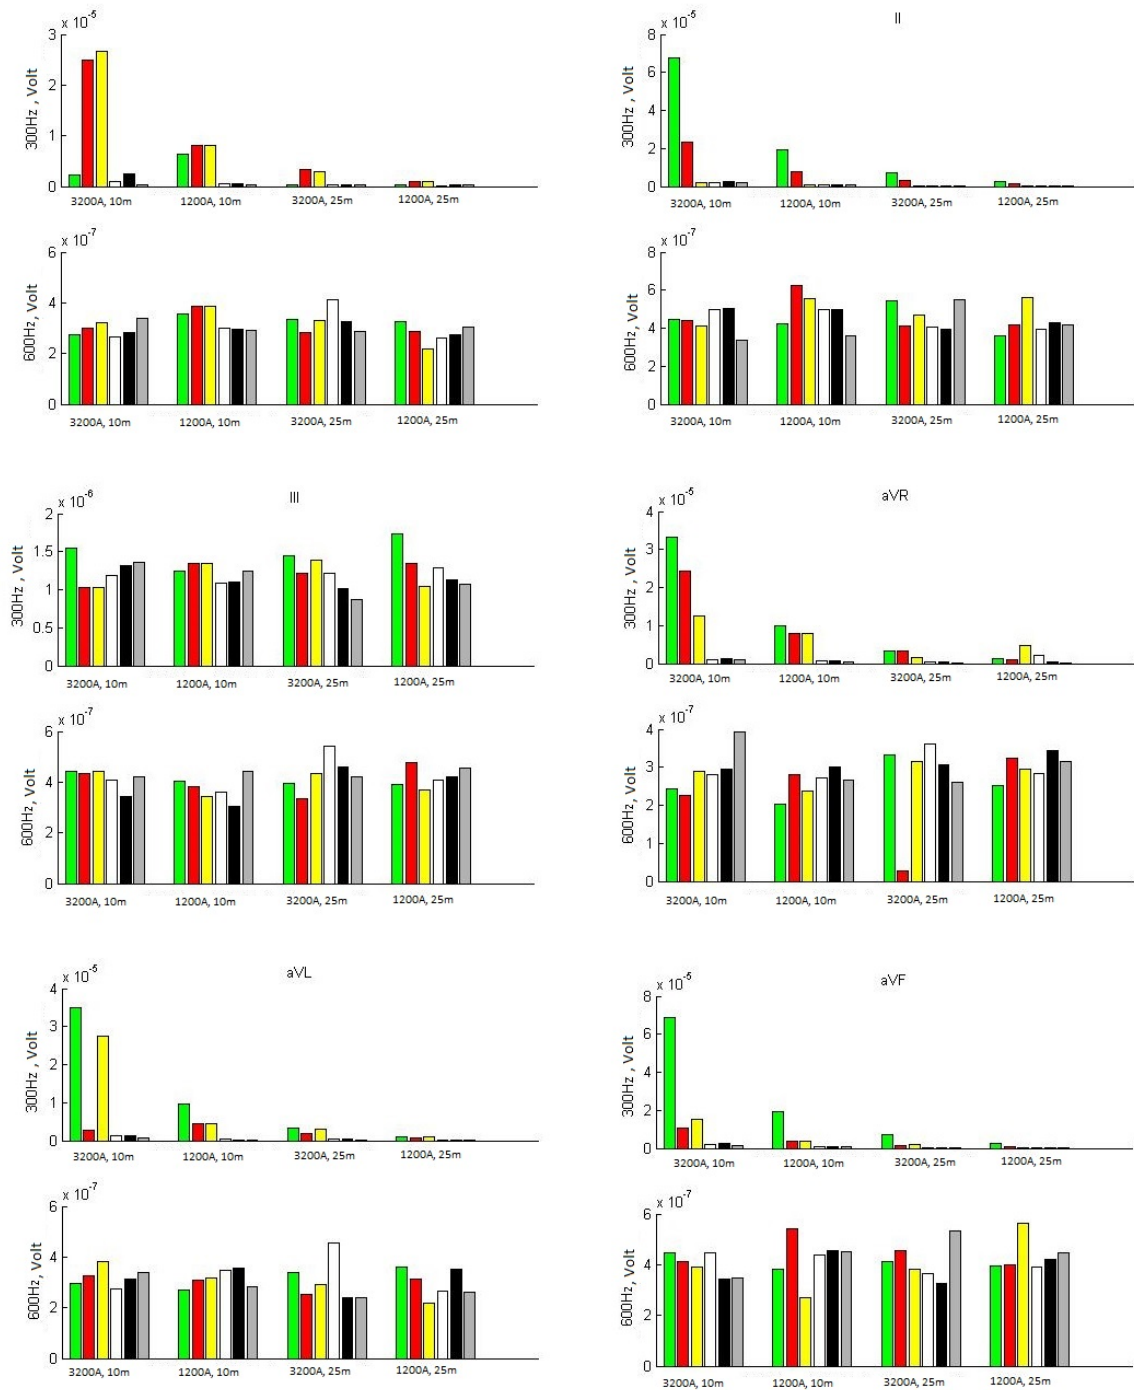 x 10-5
3
2
1
0
300Hz , Volt
3200A, 10m
1200A, 10m
3200A, 25m
1200A, 25m
x 10-7
6
4
2
0
600Hz, Volt
3200A, 10m
1200A, 10m
3200A, 25m
1200A, 25m
II
x 10-5
8
6
4
2
0
300Hz , Volt
3200A, 10m
1200A, 10m
3200A, 25m
1200A, 25m
x 10-7
8
6
4
2
0
600Hz, Volt
3200A, 10m
1200A, 10m
3200A, 25m
1200A, 25m
III
x 10-6
2
1.5
1
0.5
0
300Hz , Volt
3200A, 10m
1200A, 10m
3200A, 25m
1200A, 25m
x 10-7
6
4
2
0
600Hz, Volt
3200A, 10m
1200A, 10m
3200A, 25m
1200A, 25m
aVR
x 10-5
4
3
2
1
0
300Hz , Volt
3200A, 10m
1200A, 10m
3200A, 25m
1200A, 25m
x 10-7
4
3
2
1
0
600Hz, Volt
3200A, 10m
1200A, 10m
3200A, 25m
1200A, 25m
aVL
x 10-5
4
3
2
1
0
300Hz , Volt
3200A, 10m
1200A, 10m
3200A, 25m
1200A, 25m
x 10-7
6
4
2
0
600Hz, Volt
3200A, 10m
1200A, 10m
3200A, 25m
1200A, 25m
aVF
x 10-5
8
6
4
2
0
300Hz , Volt
3200A, 10m
1200A, 10m
3200A, 25m
1200A, 25m
x 10-7
6
4
2
0
600Hz, Volt
3200A, 10m
1200A, 10m
3200A, 25m
1200A, 25m